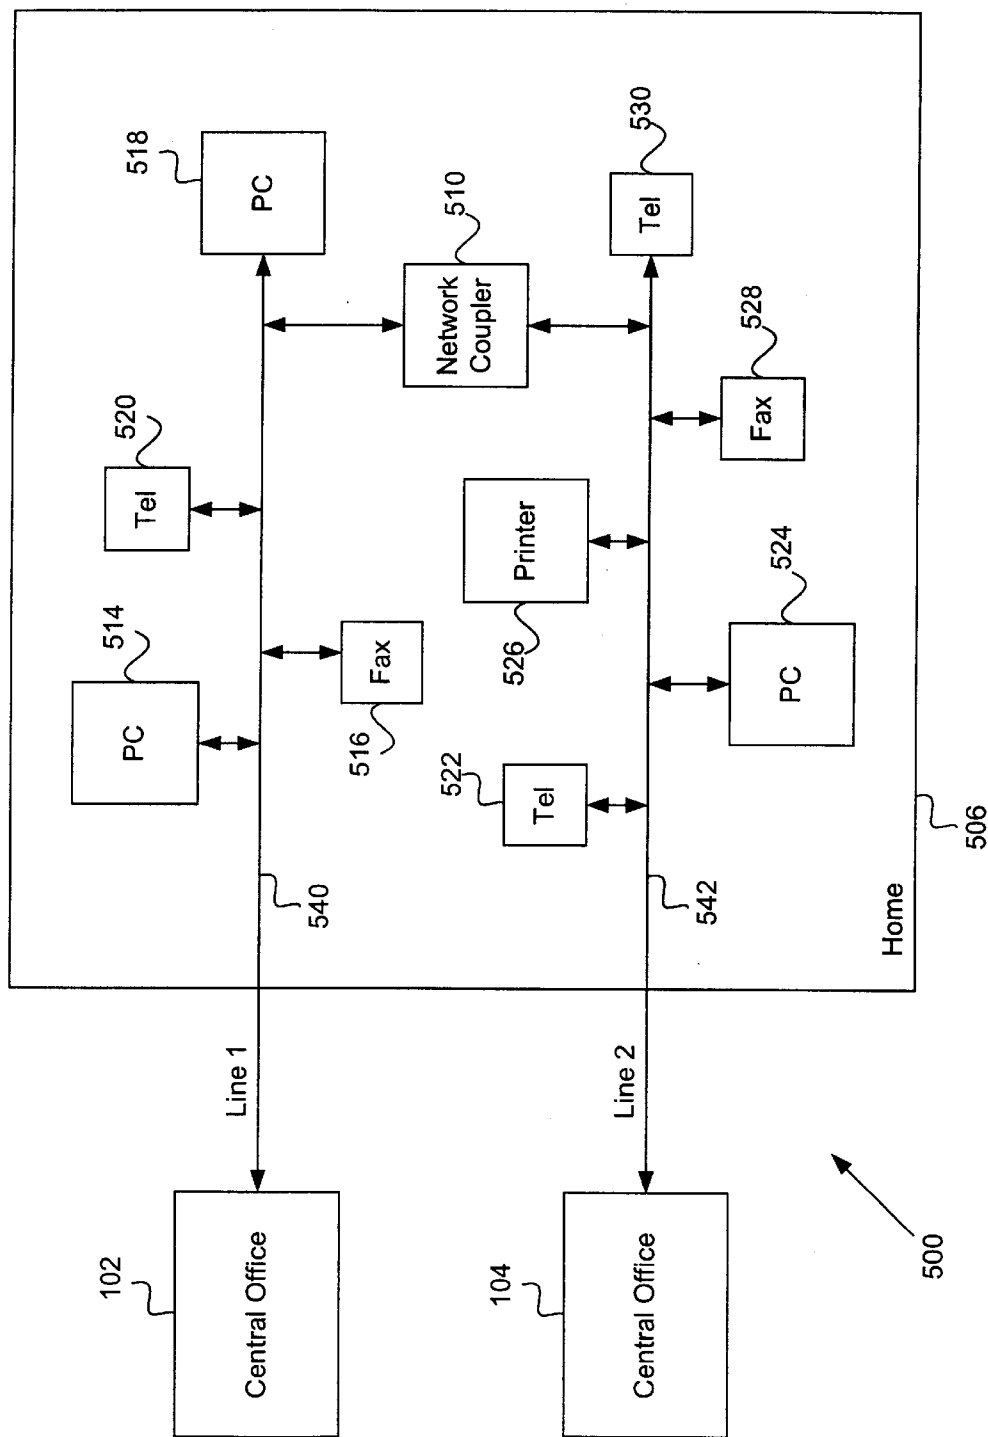 102
Central Office
104
Central Office
500
Line 1
Line 2
540
542
Home
506
514
PC
516
Fax
520
Tel
518
PC
510
Network
Coupler
522
Tel
526
Printer
524
PC
528
Fax
530
Tel